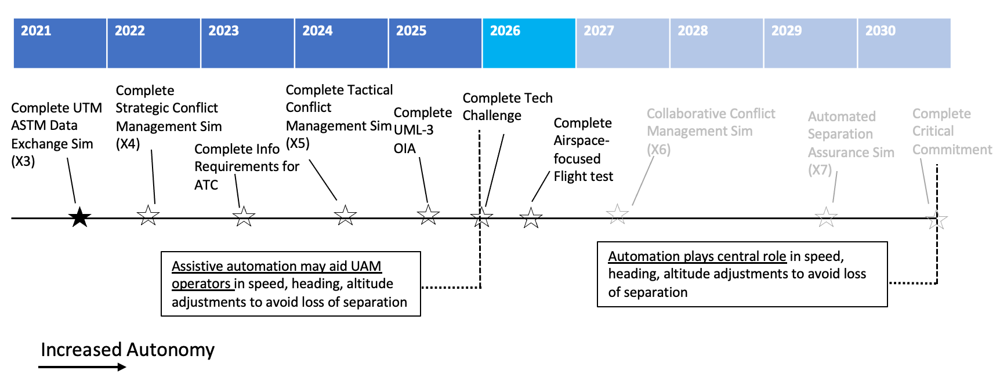 2021
2022
2023
2024
2025
2026
2027
2028
2029
2030
Complete UTM
ASTM Data
Exchange Sim
(X3)
Complete
Strategic Conflict
Management Sim
(X4)
Complete Info
Requirements for
ATC
Complete Tactical
Conflict
Management Sim
(X5)
Complete
UML-3
OIA
Complete Tech
Challenge
Complete
Airspace-
focused
Flight test
Collaborative Conflict
Management Sim
(X6)
Automated
Separation
Assurance Sim
(X7)
Complete
Critical
Commitment
Assistive automation may aid UAM
operators in speed, heading, altitude
adjustments to avoid loss of separation
Automation plays central role in speed,
heading, altitude adjustments to avoid loss
of separation
Increased Autonomy